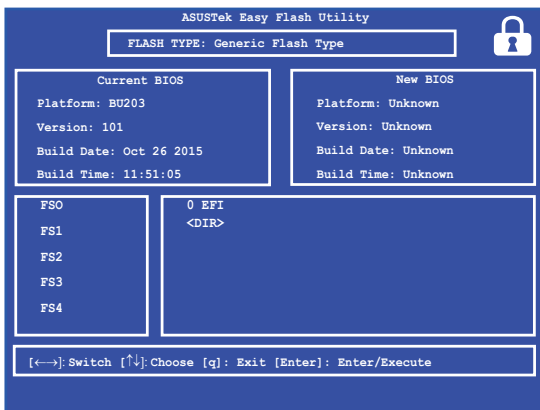 ASUSTek Easy Flash Utility
FLASH TYPE: Generic Flash Type
Current BIOS
Platform: BU203
Version: 101
Build Date: Oct 26 2015
Build Time: 11:51:05
New BIOS
Platform: Unknown
Version: Unknown
Build Date: Unknown
Build Time: Unknown
FSO
FS1
FS2
FS3
FS4
0 EFI
<DIR>
[←→]: Switch [↑↓]: Choose [q]: Exit [Enter]: Enter/Execute